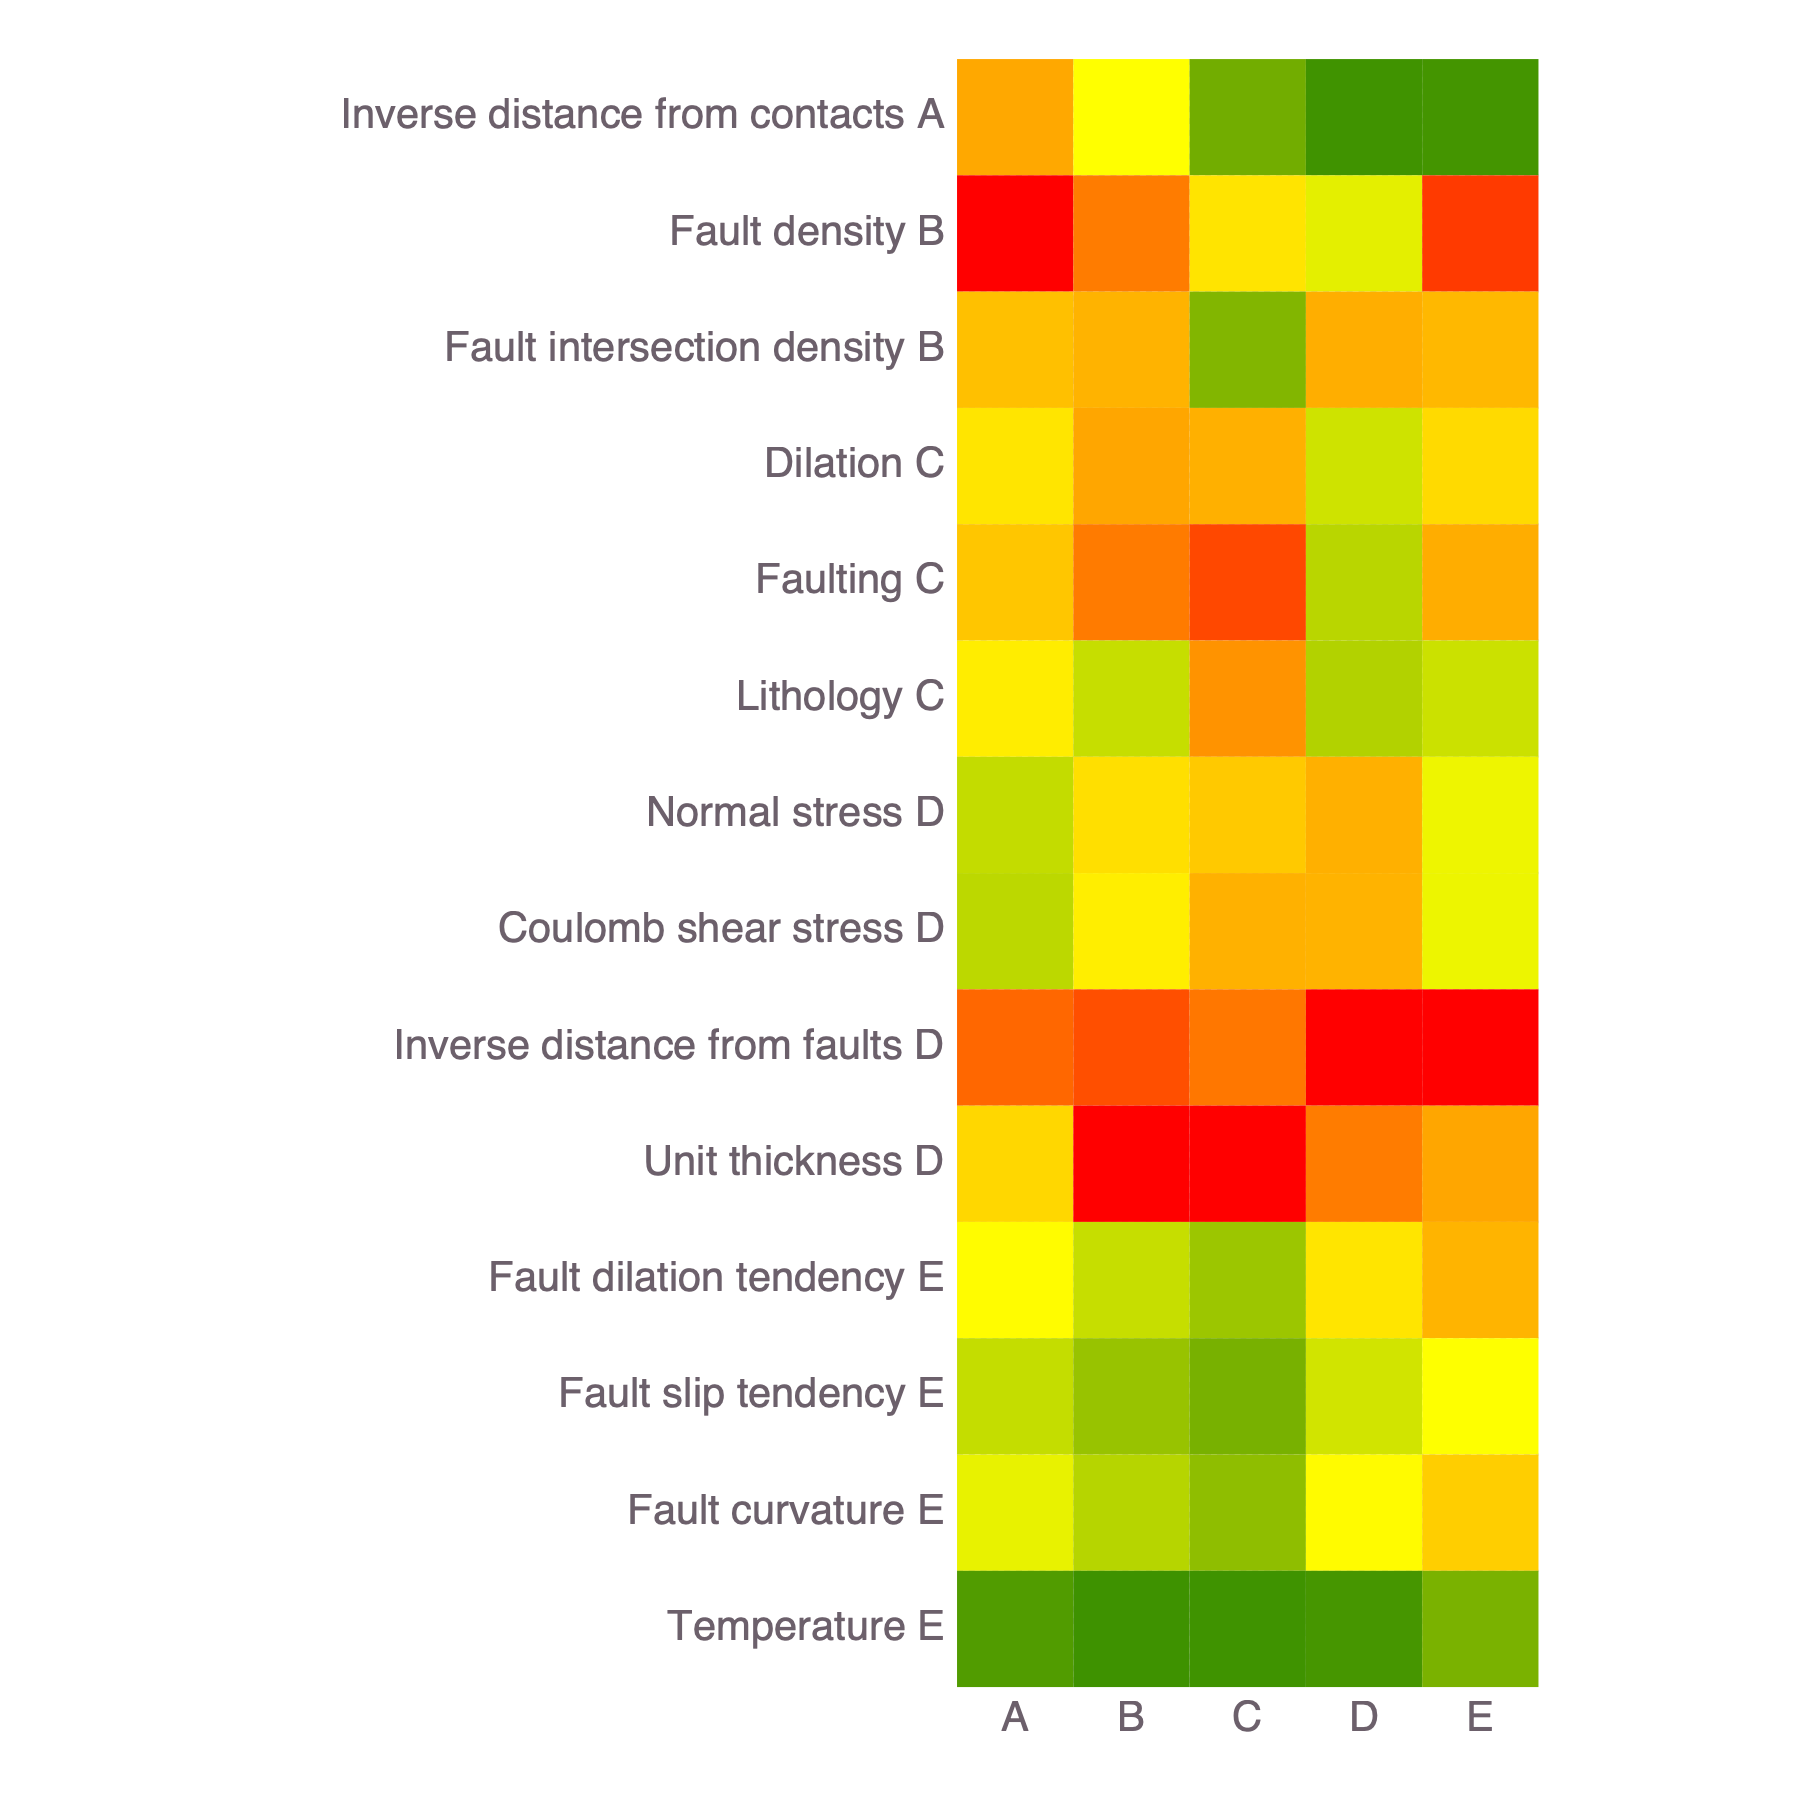 Inverse distance from contacts A
Fault density B
Fault intersection density B
Dilation C
Faulting C
Lithology C
Normal stress D
Coulomb shear stress D
Inverse distance from faults D
Unit thickness D
Fault dilation tendency E
Fault slip tendency E
Fault curvature E
Temperature E
A B C D E